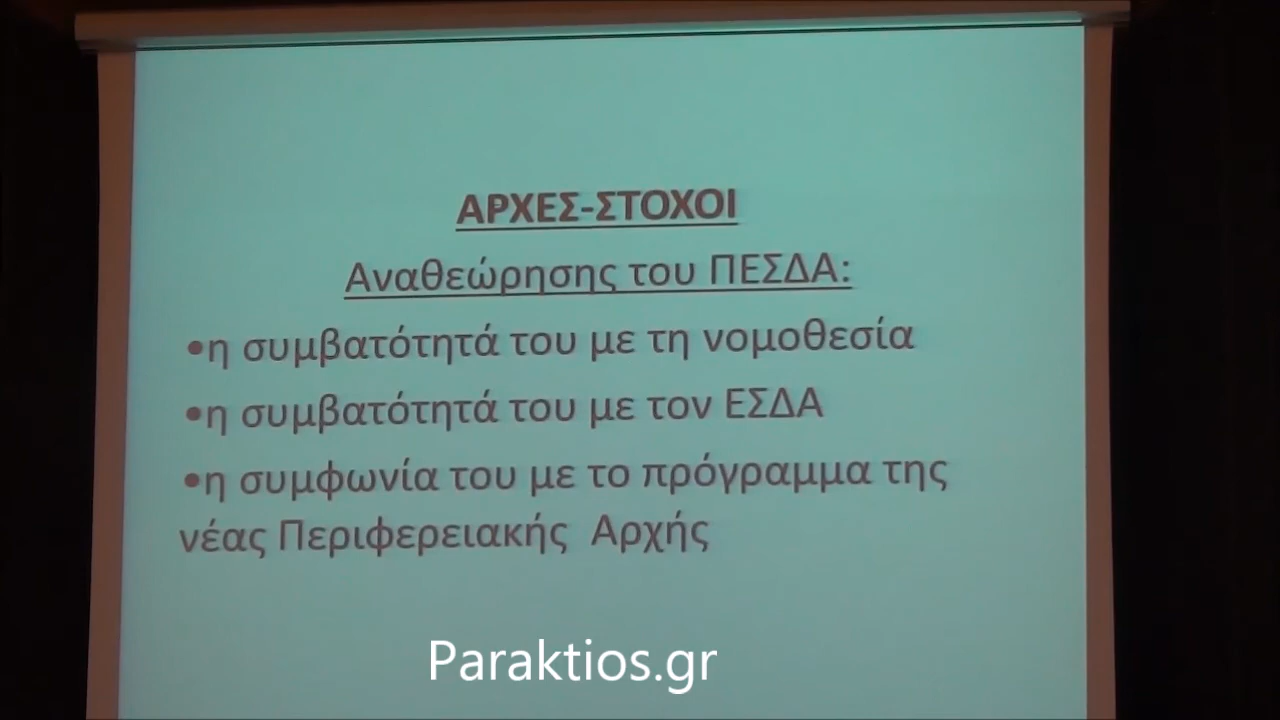 ΑΡΧΕΣ-ΣΤΟΧΟΙ
Αναθεώρησης του ΠΕΣΔΑ:
•η συμβατότητά του με τη νομοθεσία
•η συμβατότητά του με τον ΕΣΔΑ
•η συμφωνία του με το πρόγραμμα της
νέας Περιφερειακής Αρχής
Paraktios.gr